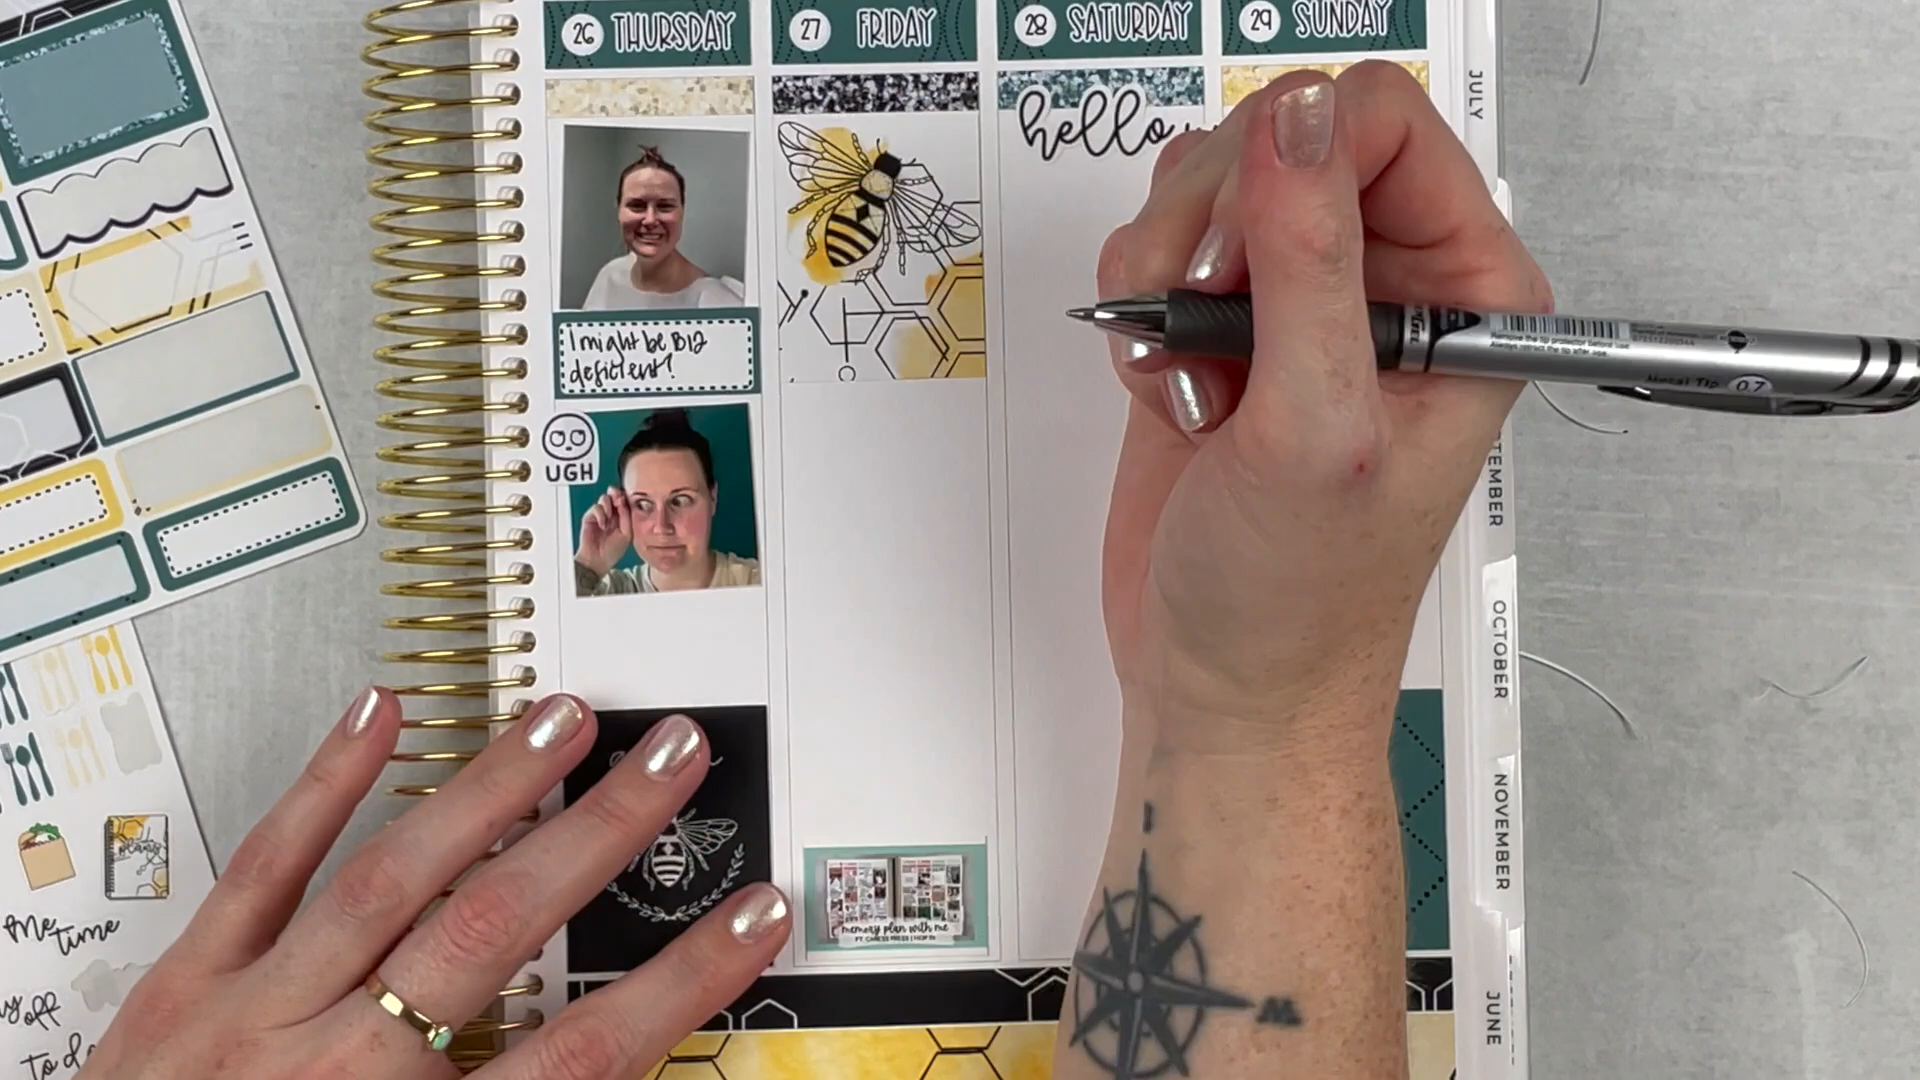 26 THURSDAY
27 FRIDAY
28 SATURDAY
29 SUNDAY
hello
I might be B12
deficient?
UGH
memory plan with me
JULY
TEMBER
OCTOBER
NOVEMBER
JUNE
Metal Tip 0.7
Me
time
off